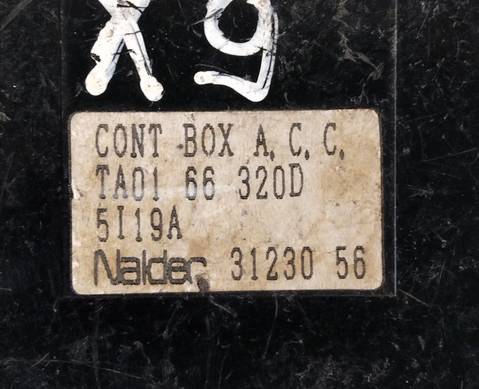 X9
CONT BOX A.C.C.
TA01 66 320D
5I19A
Naldec 31230 56